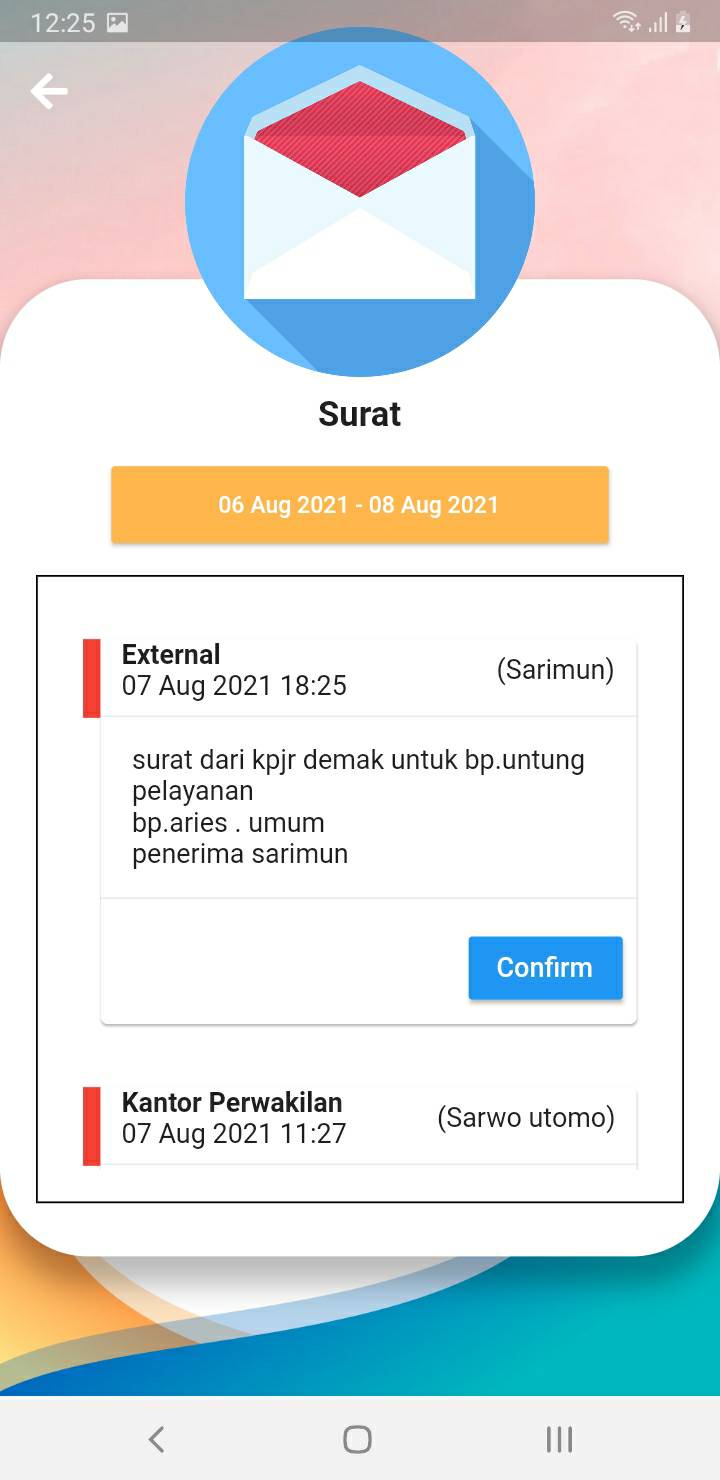 12:25
Surat
06 Aug 2021 - 08 Aug 2021
External
07 Aug 2021 18:25
(Sarimun)
surat dari kpjr demak untuk bp.untung
pelayanan
bp.aries . umum
penerima sarimun
Confirm
Kantor Perwakilan
07 Aug 2021 11:27
(Sarwo utomo)